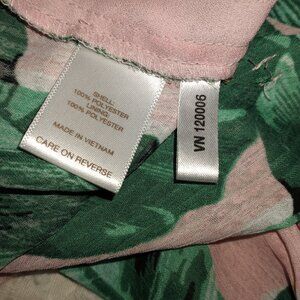 SHELL:
100% POLYESTER
LINING:
100% POLYESTER
MADE IN VIETNAM
CARE ON REVERSE
VN 120006